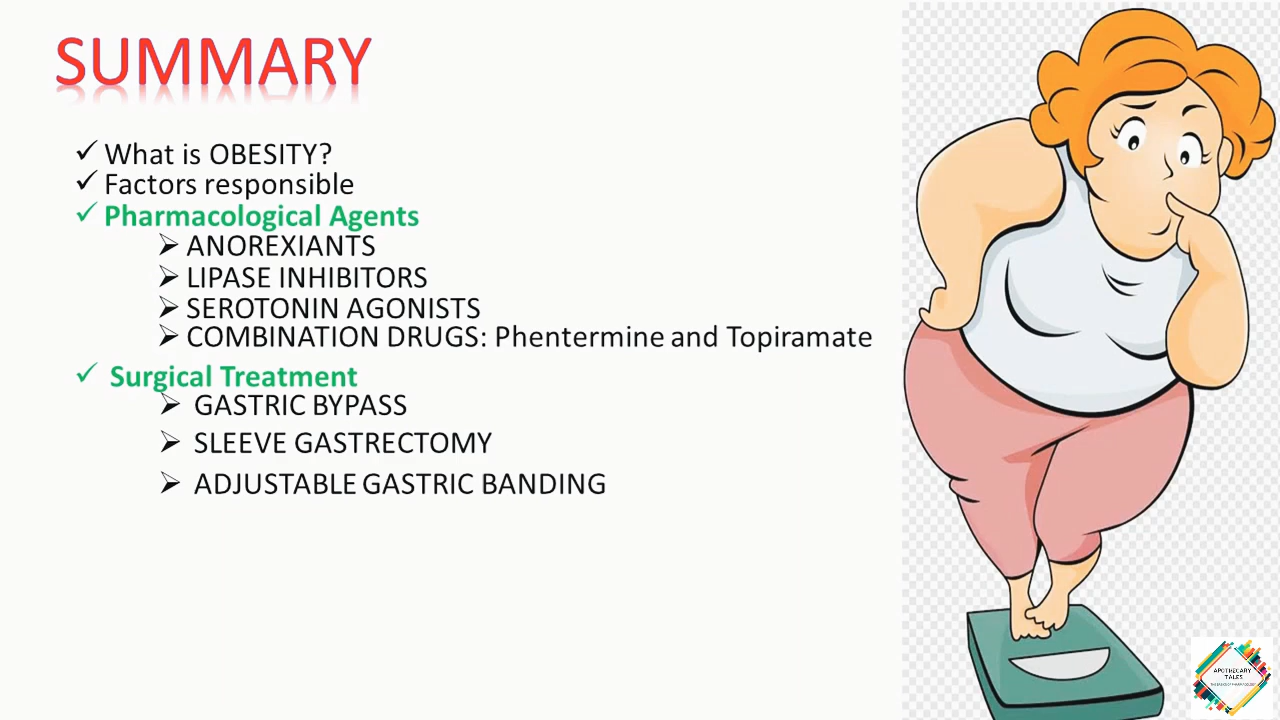 SUMMARY
What is OBESITY?
Factors responsible
Pharmacological Agents
ANOREXIANTS
LIPASE INHIBITORS
SEROTONIN AGONISTS
COMBINATION DRUGS: Phentermine and Topiramate
Surgical Treatment
GASTRIC BYPASS
SLEEVE GASTRECTOMY
ADJUSTABLE GASTRIC BANDING
APOTHECARY
TALES